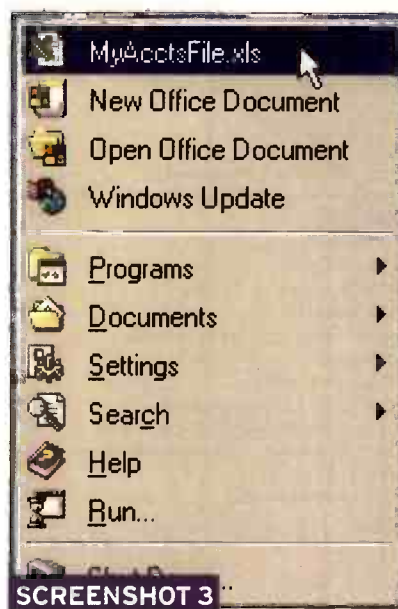 MyAcctsFile.xls
New Office Document
Open Office Document
Windows Update
Programs
Documents
Settings
Search
Help
Run...
SCREENSHOT 3